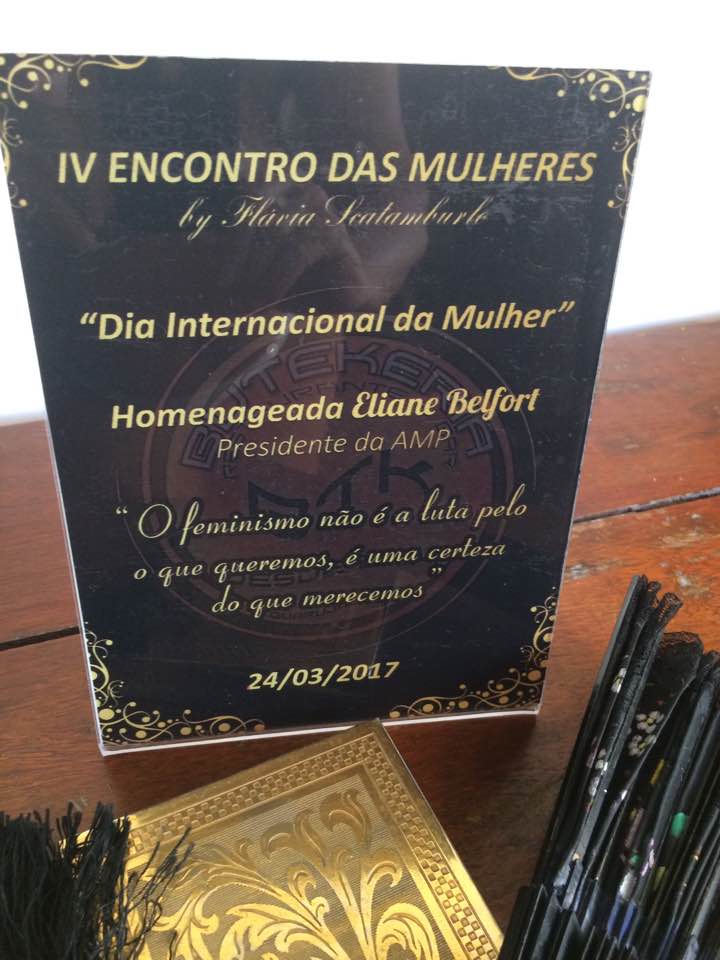 IV ENCONTRO DAS MULHERES
by Flávia Scatamburlo
"Dia Internacional da Mulher"
Homenageada Eliane Belfort
Presidente da AMP
" O feminismo não é a luta pelo
o que queremos, é uma certeza
do que merecemos "
24/03/2017
BUTEKERIA